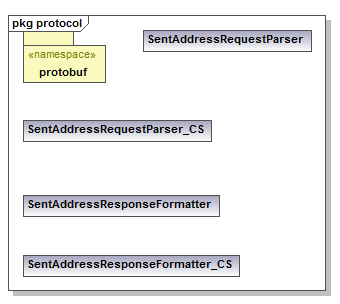 pkg protocol
SentAddressRequestParser
«namespace»
protobuf
SentAddressRequestParser_CS
SentAddressResponseFormatter
SentAddressResponseFormatter_CS